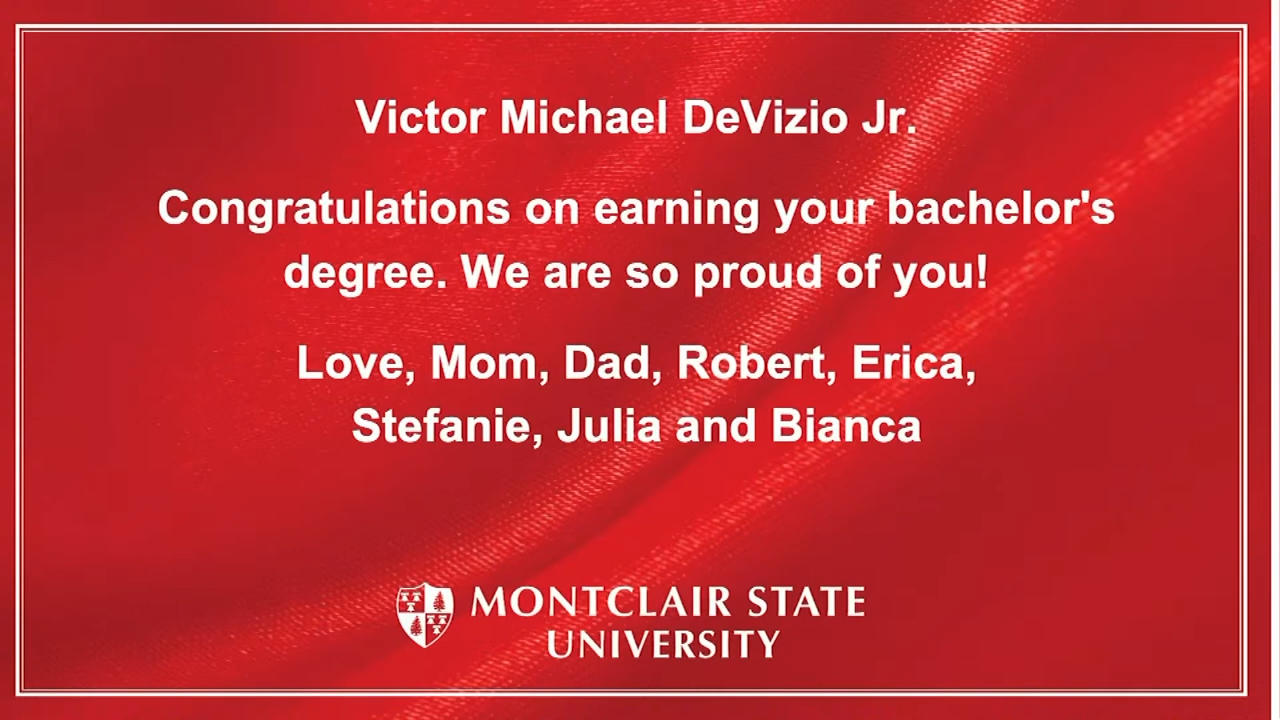 Victor Michael DeVizio Jr.
Congratulations on earning your bachelor's
degree. We are so proud of you!
Love, Mom, Dad, Robert, Erica,
Stefanie, Julia and Bianca
MONTCLAIR STATE
UNIVERSITY